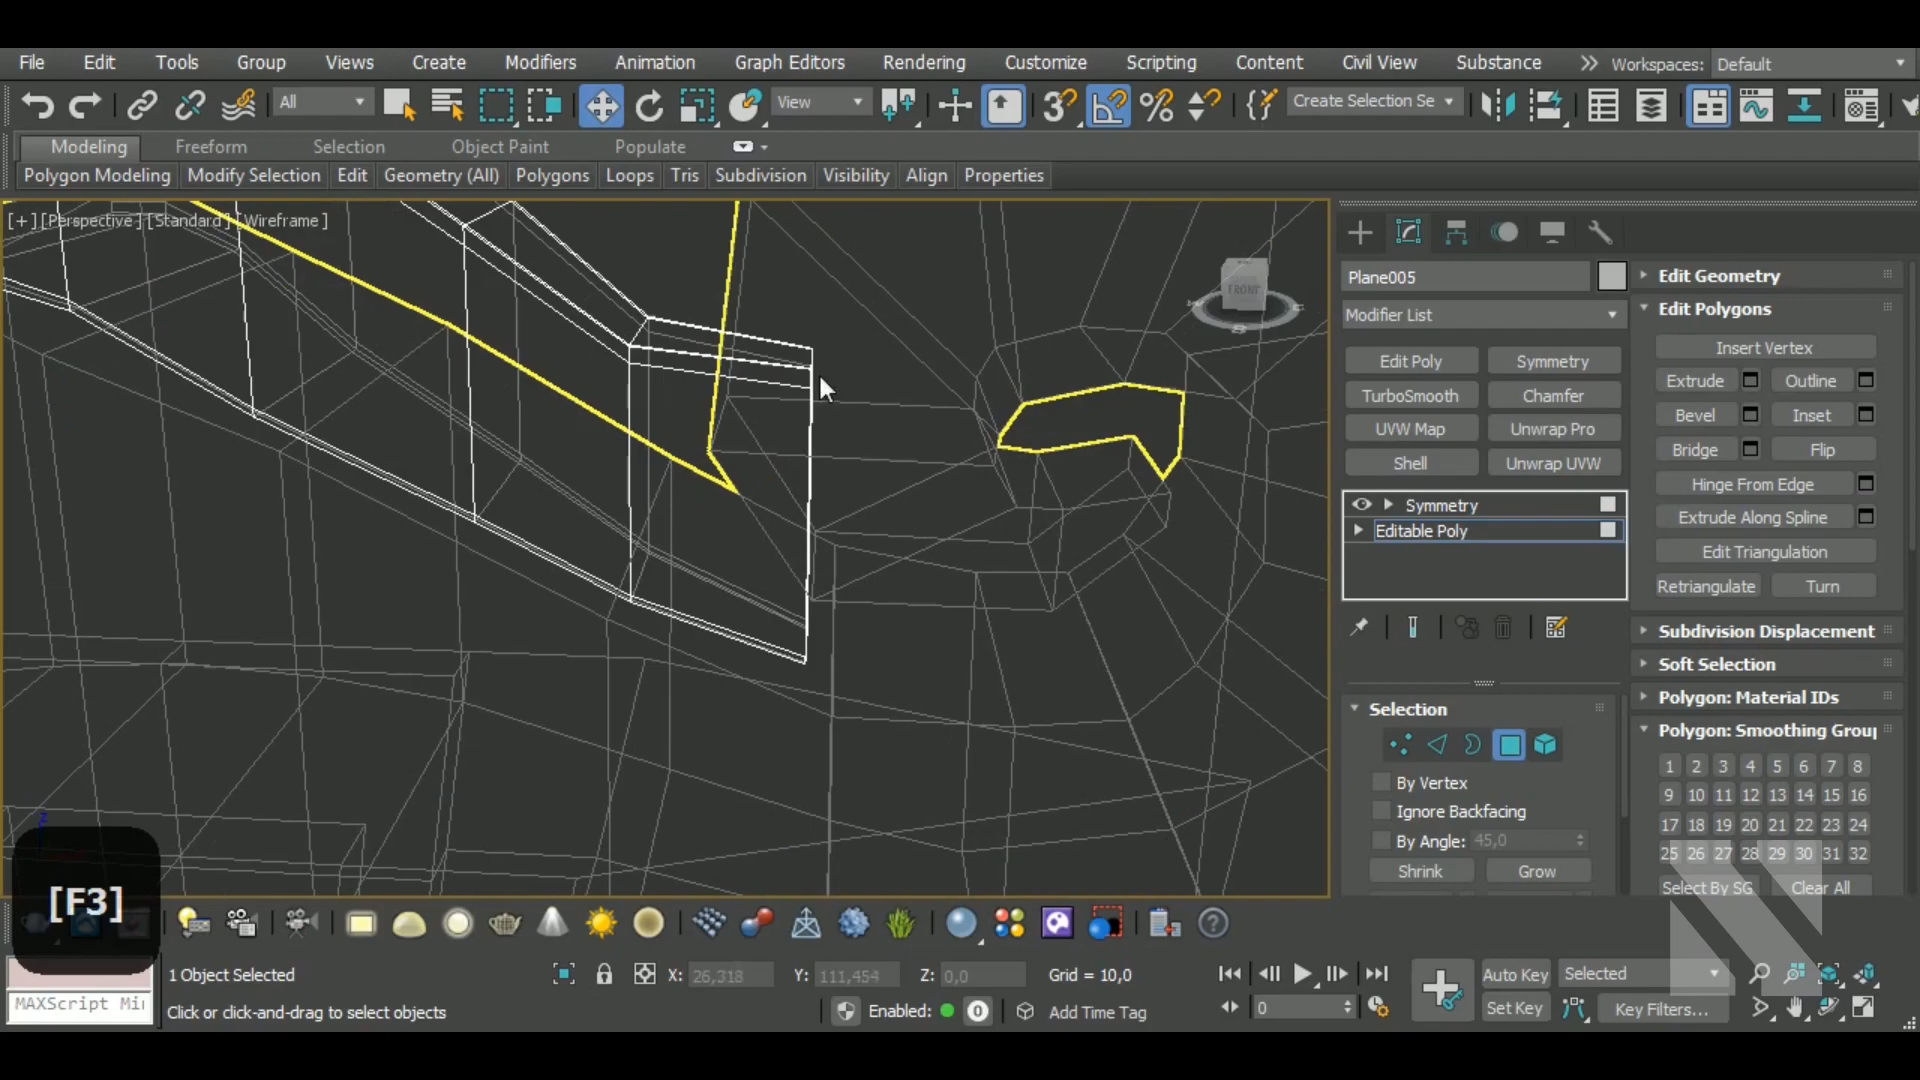 File Edit Tools Group Views Create Modifiers Animation Graph Editors Rendering Customize Scripting Content Civil View Substance Workspaces: Default
All View 3 Create Selection Se
Modeling Freeform Selection Object Paint Populate
Polygon Modeling Modify Selection Edit Geometry (All) Polygons Loops Tris Subdivision Visibility Align Properties
[+] [Perspective ] [Standard ] [Wireframe ]
FRONT
Plane005
Modifier List
Edit Poly Symmetry
TurboSmooth Chamfer
UVW Map Unwrap Pro
Shell Unwrap UVW
Symmetry
Editable Poly
Selection
By Vertex
Ignore Backfacing
By Angle: 45,0
Shrink Grow
Edit Geometry
Edit Polygons
Insert Vertex
Extrude Outline
Bevel Inset
Bridge Flip
Hinge From Edge
Extrude Along Spline
Edit Triangulation
Retriangulate Turn
Subdivision Displacement
Soft Selection
Polygon: Material IDs
Polygon: Smoothing Grou
1 2 3 4 5 6 7 8
9 10 11 12 13 14 15 16
17 18 19 20 21 22 23 24
25 26 27 28 29 30 31 32
Select By SG Clear All
[F3]
1 Object Selected X: 26,318 Y: 111,454 Z: 0,0 Grid = 10,0 Auto Key Selected
MAXScript Mi
Click or click-and-drag to select objects Enabled: 0 Add Time Tag 0 Set Key Key Filters...